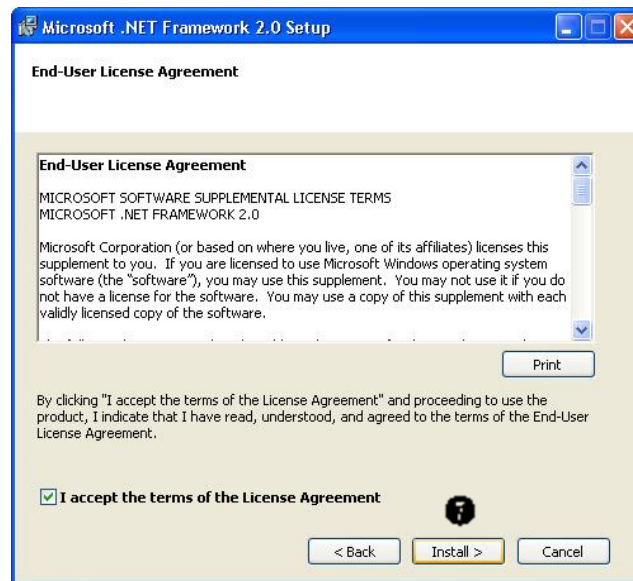 Microsoft .NET Framework 2.0 Setup
End-User License Agreement
End-User License Agreement
MICROSOFT SOFTWARE SUPPLEMENTAL LICENSE TERMS
MICROSOFT .NET FRAMEWORK 2.0
Microsoft Corporation (or based on where you live, one of its affiliates) licenses this
supplement to you.  If you are licensed to use Microsoft Windows operating system
software (the "software"), you may use this supplement.  You may not use it if you do
not have a license for the software.  You may use a copy of this supplement with each
validly licensed copy of the software.
Print
By clicking "I accept the terms of the License Agreement" and proceeding to use the
product, I indicate that I have read, understood, and agreed to the terms of the End-User
License Agreement.
I accept the terms of the License Agreement
7
< Back
Install >
Cancel